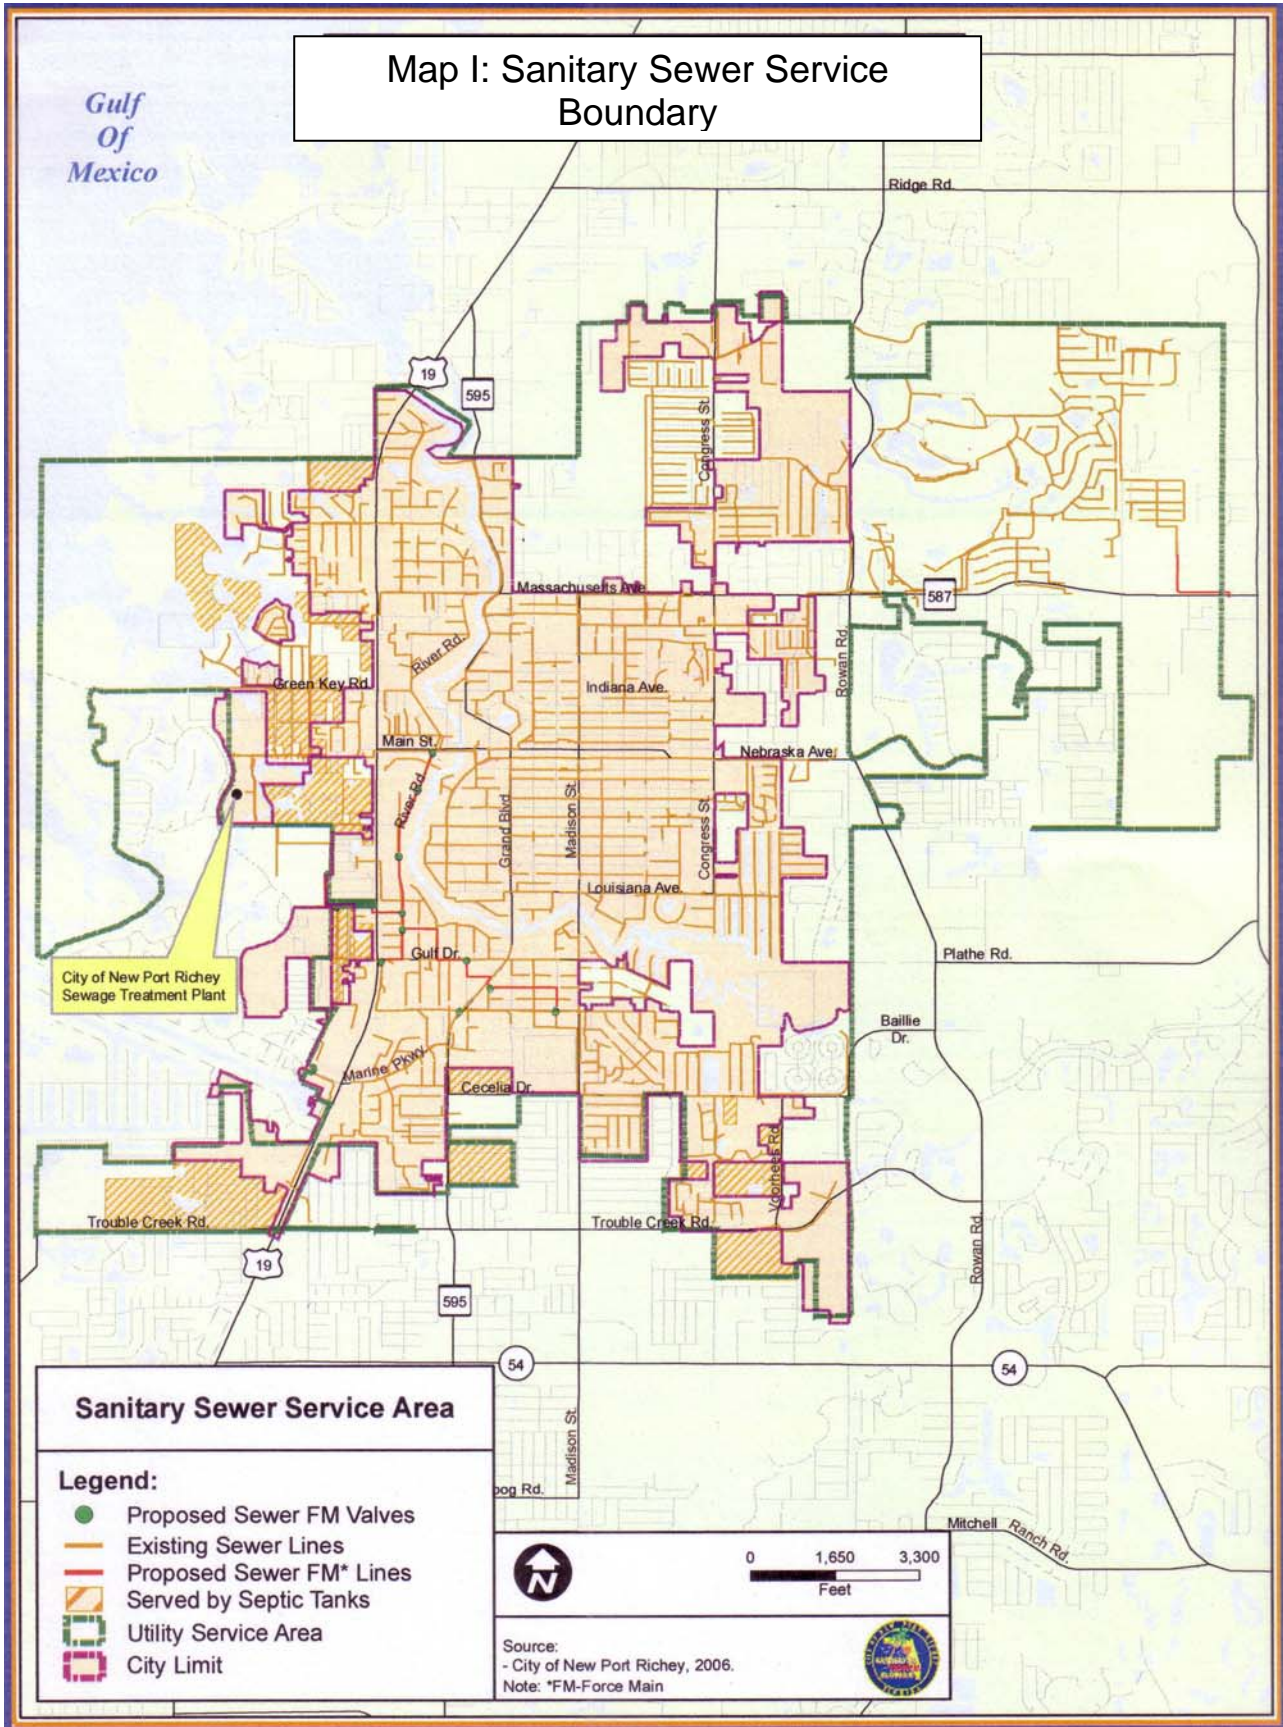 Map I: Sanitary Sewer Service
Boundary
Gulf
Of
Mexico
Ridge Rd.
19
595
Congress St.
Massachusetts Ave.
587
River Rd.
Rowan Rd.
Green Key Rd.
Indiana Ave.
Main St.
Nebraska Ave.
River Rd.
Grand Blvd.
Madison St.
Congress St.
Louisiana Ave.
Gulf Dr.
Plathe Rd.
City of New Port Richey
Sewage Treatment Plant
Baillie
Dr.
Marine Pkwy.
Cecelia Dr.
Voorhees Rd.
Trouble Creek Rd.
Trouble Creek Rd.
Rowan Rd.
19
595
54
54
Sanitary Sewer Service Area
Madison St.
Legend:
oog Rd.
Proposed Sewer FM Valves
Existing Sewer Lines
Proposed Sewer FM* Lines
Served by Septic Tanks
Utility Service Area
City Limit
Mitchell Ranch Rd.
N
0 1,650 3,300
Feet
Source:
- City of New Port Richey, 2006.
Note: *FM-Force Main